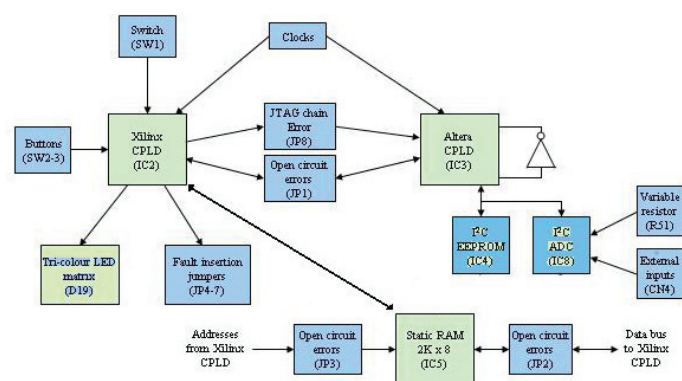 Switch
(SW1)
Clocks
Buttons
(SW2-3)
Xilinx
CPLD
(IC2)
JTAG chain
Error
(JP8)
Open circuit
errors
(JP1)
Altera
CPLD
(IC3)
Tri-colour LED
matrix
(D19)
Fault insertion
jumpers
(JP4-7)
I²C
EEPROM
(IC4)
I²C
ADC
(IC8)
Variable
resistor
(R51)
External
inputs
(CN4)
Addresses
from Xilinx
CPLD
Open circuit
errors
(JP3)
Static RAM
2K x 8
(IC5)
Open circuit
errors
(JP2)
Data bus
to Xilinx
CPLD